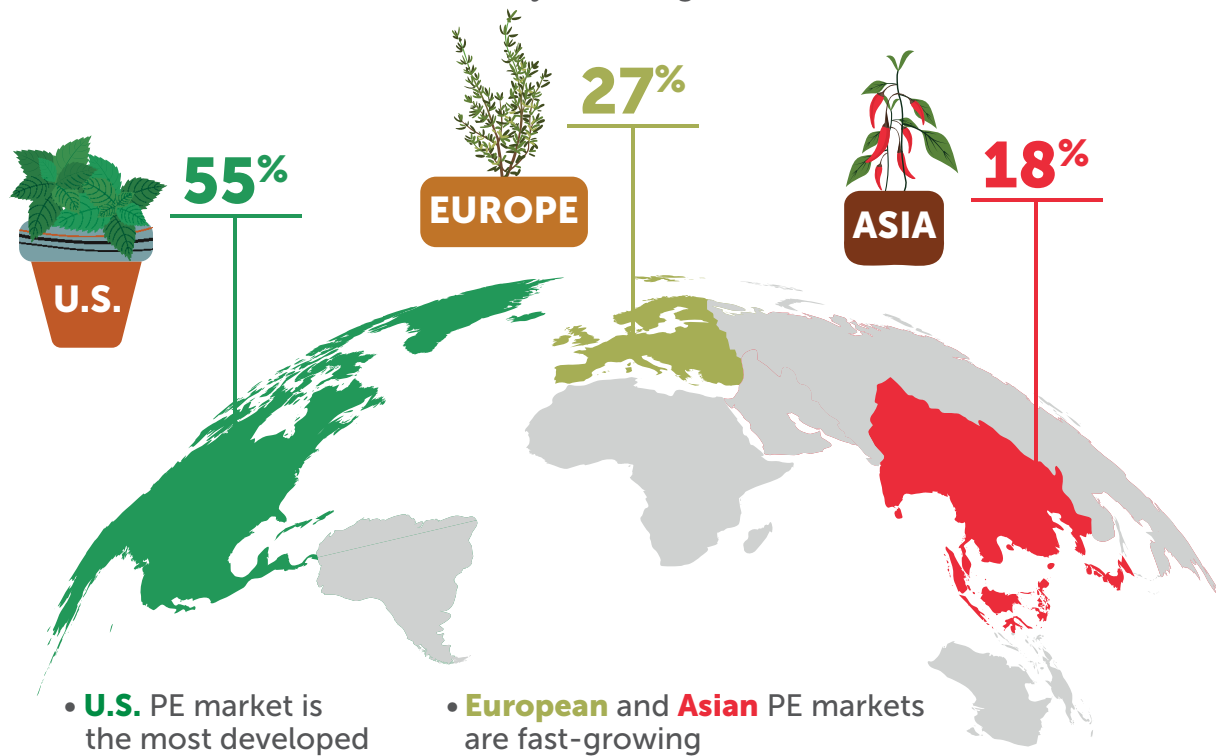 55%
U.S.
27%
EUROPE
18%
ASIA
• U.S. PE market is
the most developed
• European and Asian PE markets
are fast-growing